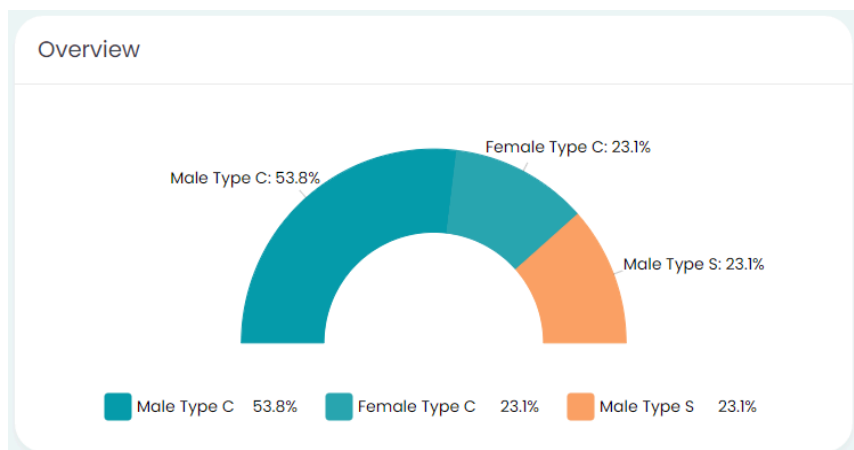 Overview
Female Type C: 23.1%
Male Type C: 53.8%
Male Type S: 23.1%
Male Type C 53.8% Female Type C 23.1% Male Type S 23.1%